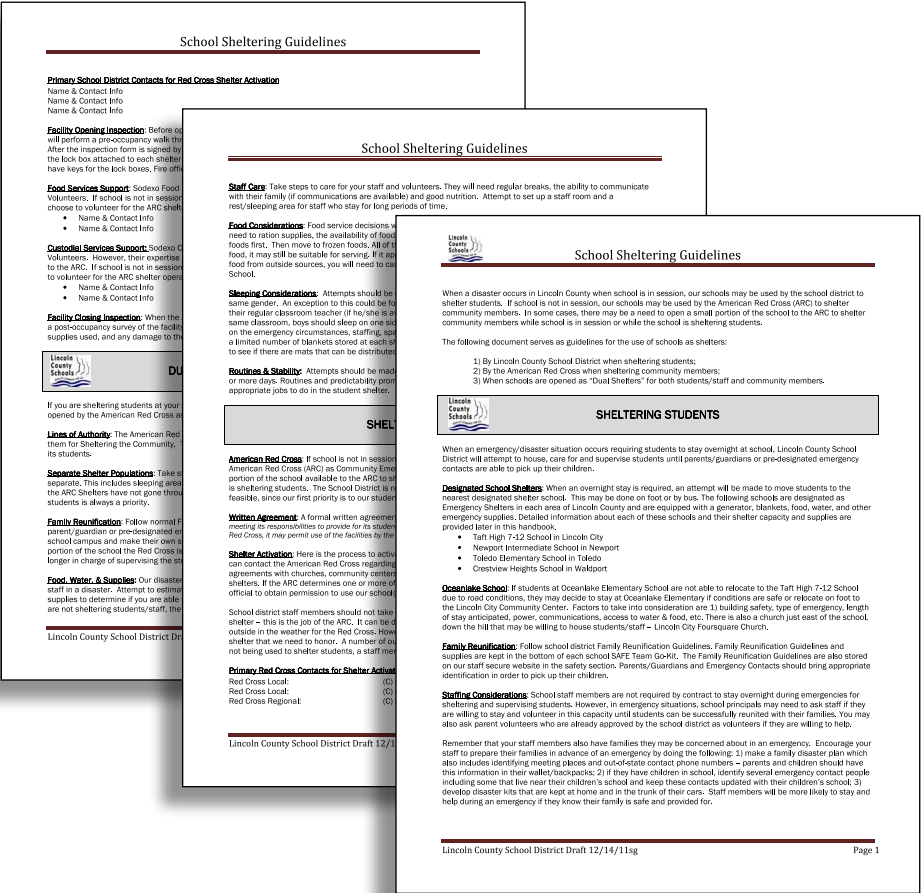 School Sheltering Guidelines
Primary School District Contacts for Red Cross Shelter Activation
Name & Contact Info
Name & Contact Info
Name & Contact Info
Facility Opening Inspection: Before
will perform a pre-occupancy walk
After the inspection form is signed by
the lock box attached to each shelter
have keys for the lock boxes. Fire
Food Services Support: Sodexo Food
Volunteers. If school is not in session
choose to volunteer for the ARC
• Name & Contact Info
• Name & Contact Info
Custodial Services Support: Sodexo
Volunteers. However, their expertise
to the ARC. If school is not in session
to volunteer for the ARC shelter
• Name & Contact Info
• Name & Contact Info
Facility Closing Inspection: When the
a post-occupancy survey of the
supplies used, and any damage to
Lincoln
County
Schools
If you are sheltering students at your
opened by the American Red Cross
Lines of Authority: The American Red
them for Sheltering the Community.
its students.
Separate Shelter Populations: Take
separate. This includes sleeping
the ARC Shelters have not gone
students is always a priority.
Family Reunification: Follow normal
parent/guardian or pre-designated
school campus and make their own
portion of the school the Red Cross
longer in charge of supervising the
Food, Water, & Supplies: Our disaster
staff in a disaster. Attempt to
supplies to determine if you are able
are not sheltering students/staff, the
Lincoln County School District
School Sheltering Guidelines
Staff Care: Take steps to care for your staff and volunteers. They will need regular breaks, the ability to communicate
with their family (if communications are available) and good nutrition. Attempt to set up a staff room and a
rest/sleeping area for staff who stay for long periods of time.
Food Considerations: Food service decisions
need to ration supplies, the availability of food
foods first. Then move to frozen foods. All of
food, it may still be suitable for serving. If it
food from outside sources, you will need to
School.
Sleeping Considerations: Attempts should be
same gender. An exception to this could be
their regular classroom teacher (if he/she is
same classroom, boys should sleep on one
on the emergency circumstances, staffing,
a limited number of blankets stored at each
to see if there are mats that can be distributed
Routines & Stability: Attempts should be
or more days. Routines and predictability
appropriate jobs to do in the student shelter.
American Red Cross: If school is not in session
American Red Cross (ARC) as Community
portion of the school available to the ARC to
is sheltering students. The School District is
feasible, since our first priority is to our
Written Agreement: A formal written agreement
meeting its responsibilities to provide for its
Red Cross, it may permit use of the facilities by the
Shelter Activation: Here is the process to
can contact the American Red Cross regarding
agreements with churches, community
shelters. If the ARC determines one or more of
official to obtain permission to use our
School district staff members should not take
shelter – this is the job of the ARC. It can be
outside in the weather for the Red Cross.
shelter that we need to honor. A number of
not being used to shelter students, a staff
Primary Red Cross Contacts for Shelter
Red Cross Local: (C)
Red Cross Local: (C)
Red Cross Regional: (C)
Lincoln County School District Draft
Lincoln
County
Schools
School Sheltering Guidelines
When a disaster occurs in Lincoln County when school is in session, our schools may be used by the school district to
shelter students. If school is not in session, our schools may be used by the American Red Cross (ARC) to shelter
community members. In some cases, there may be a need to open a small portion of the school to the ARC to shelter
community members while school is in session or while the school is sheltering students.
The following document serves as guidelines for the use of schools as shelters:
1) By Lincoln County School District when sheltering students;
2) By the American Red Cross when sheltering community members;
3) When schools are opened as "Dual Shelters" for both students/staff and community members.
Lincoln
County
Schools
SHELTERING STUDENTS
When an emergency/disaster situation occurs requiring students to stay overnight at school, Lincoln County School
District will attempt to house, care for and supervise students until parents/guardians or pre-designated emergency
contacts are able to pick up their children.
Designated School Shelters: When an overnight stay is required, an attempt will be made to move students to the
nearest designated shelter school. This may be done on foot or by bus. The following schools are designated as
Emergency Shelters in each area of Lincoln County and are equipped with a generator, blankets, food, water, and other
emergency supplies. Detailed information about each of these schools and their shelter capacity and supplies are
provided later in this handbook.
• Taft High 7-12 School in Lincoln City
• Newport Intermediate School in Newport
• Toledo Elementary School in Toledo
• Crestview Heights School in Waldport
Oceanlake School: If students at Oceanlake Elementary School are not able to relocate to the Taft High 7-12 School
due to road conditions, they may decide to stay at Oceanlake Elementary if conditions are safe or relocate on foot to
the Lincoln City Community Center. Factors to take into consideration are 1) building safety, type of emergency, length
of stay anticipated, power, communications, access to water & food, etc. There is also a church just east of the school,
down the hill that may be willing to house students/staff – Lincoln City Foursquare Church.
Family Reunification: Follow school district Family Reunification Guidelines. Family Reunification Guidelines and
supplies are kept in the bottom of each school SAFE Team Go-Kit. The Family Reunification Guidelines are also stored
on our staff secure website in the safety section. Parents/Guardians and Emergency Contacts should bring appropriate
identification in order to pick up their children.
Staffing Considerations: School staff members are not required by contract to stay overnight during emergencies for
sheltering and supervising students. However, in emergency situations, school principals may need to ask staff if they
are willing to stay and volunteer in this capacity until students can be successfully reunited with their families. You may
also ask parent volunteers who are already approved by the school district as volunteers if they are willing to help.
Remember that your staff members also have families they may be concerned about in an emergency. Encourage your
staff to prepare their families in advance of an emergency by doing the following: 1) make a family disaster plan which
also includes identifying meeting places and out-of-state contact phone numbers – parents and children should have
this information in their wallet/backpacks; 2) if they have children in school, identify several emergency contact people
including some that live near their children's school and keep these contacts updated with their children's school; 3)
develop disaster kits that are kept at home and in the trunk of their cars. Staff members will be more likely to stay and
help during an emergency if they know their family is safe and provided for.
Lincoln County School District Draft 12/14/11sg Page 1